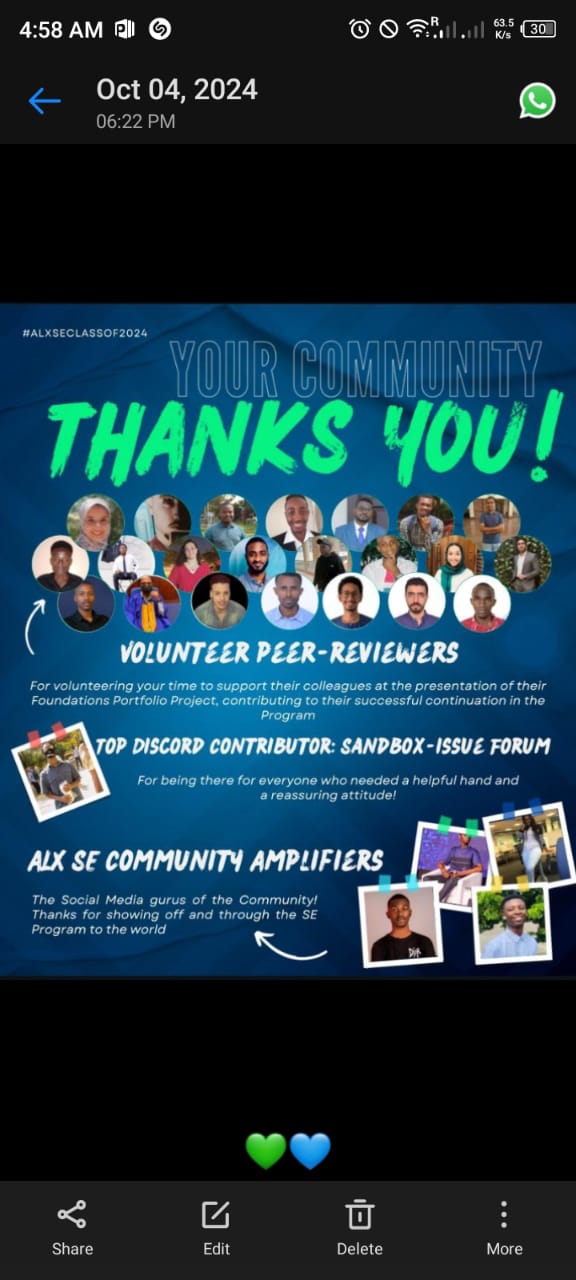 4:58 AM
R
63.5
K/s
30
Oct 04, 2024
06:22 PM
#ALXSECLASSOF2024
YOUR COMMUNITY
THANKS YOU!
VOLUNTEER PEER-REVIEWERS
For volunteering your time to support their colleagues at the presentation of their
Foundations Portfolio Project, contributing to their successful continuation in the
Program
TOP DISCORD CONTRIBUTOR: SANDBOX-ISSUE FORUM
For being there for everyone who needed a helpful hand and
a reassuring attitude!
ALX SE COMMUNITY AMPLIFIERS
The Social Media gurus of the Community!
Thanks for showing off and through the SE
Program to the world
Share
Edit
Delete
More